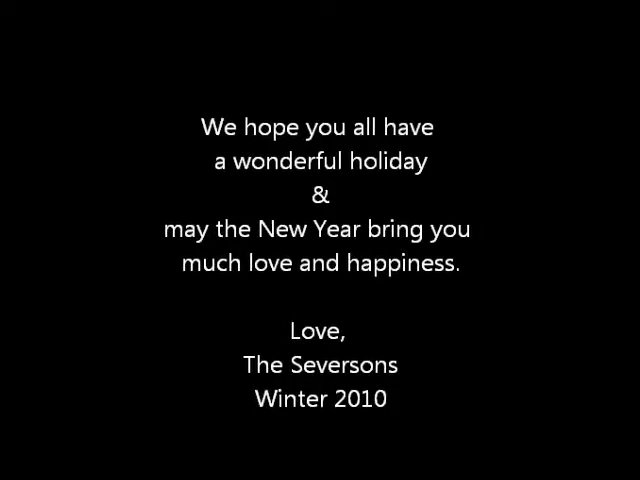 We hope you all have
a wonderful holiday
&
may the New Year bring you
much love and happiness.
Love,
The Seversons
Winter 2010